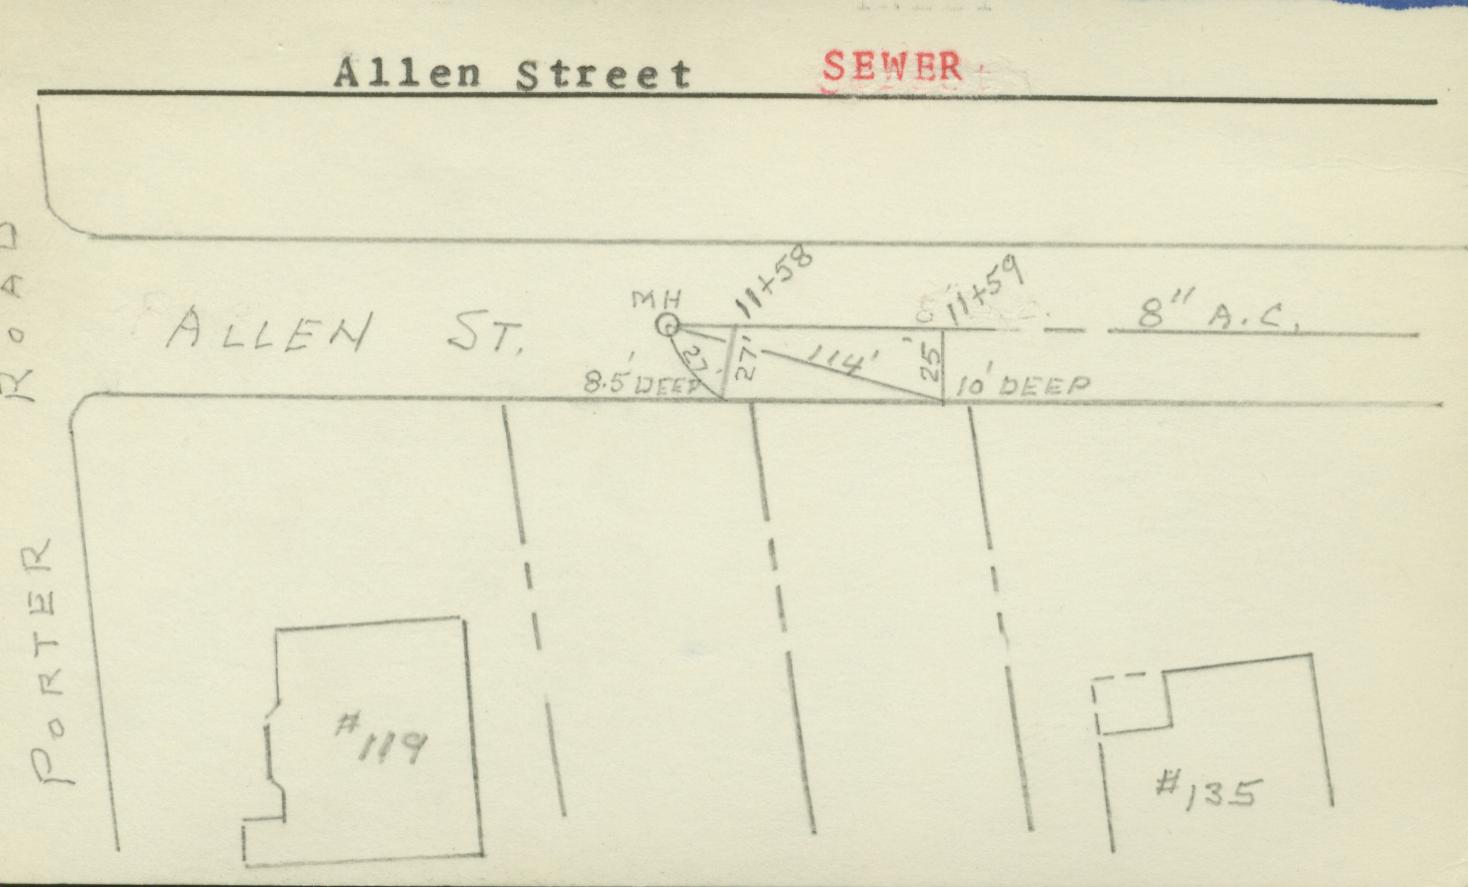 Allen Street SEWER
ROAD
PORTER
ALLEN ST.
MH
11+58
11+59
8" A.C.
27'
27'
114'
25'
8.5' DEEP
10' DEEP
#119
#135